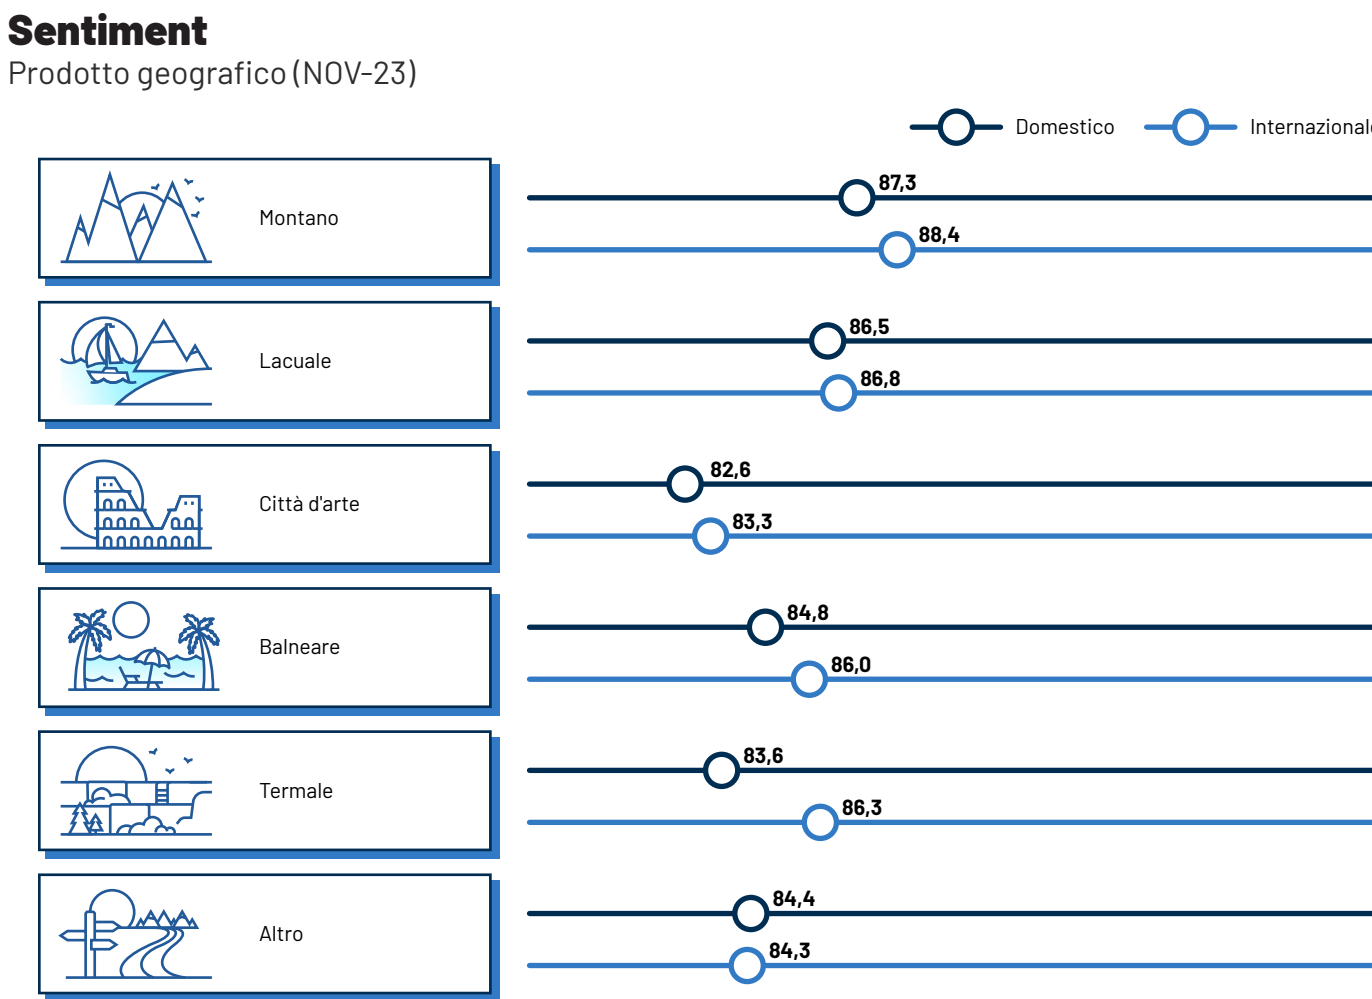 Sentiment
Prodotto geografico (NOV-23)
Domestico
Internazionale
Montano
87,3
88,4
Lacuale
86,5
86,8
Città d'arte
82,6
83,3
Balneare
84,8
86,0
Termale
83,6
86,3
Altro
84,4
84,3